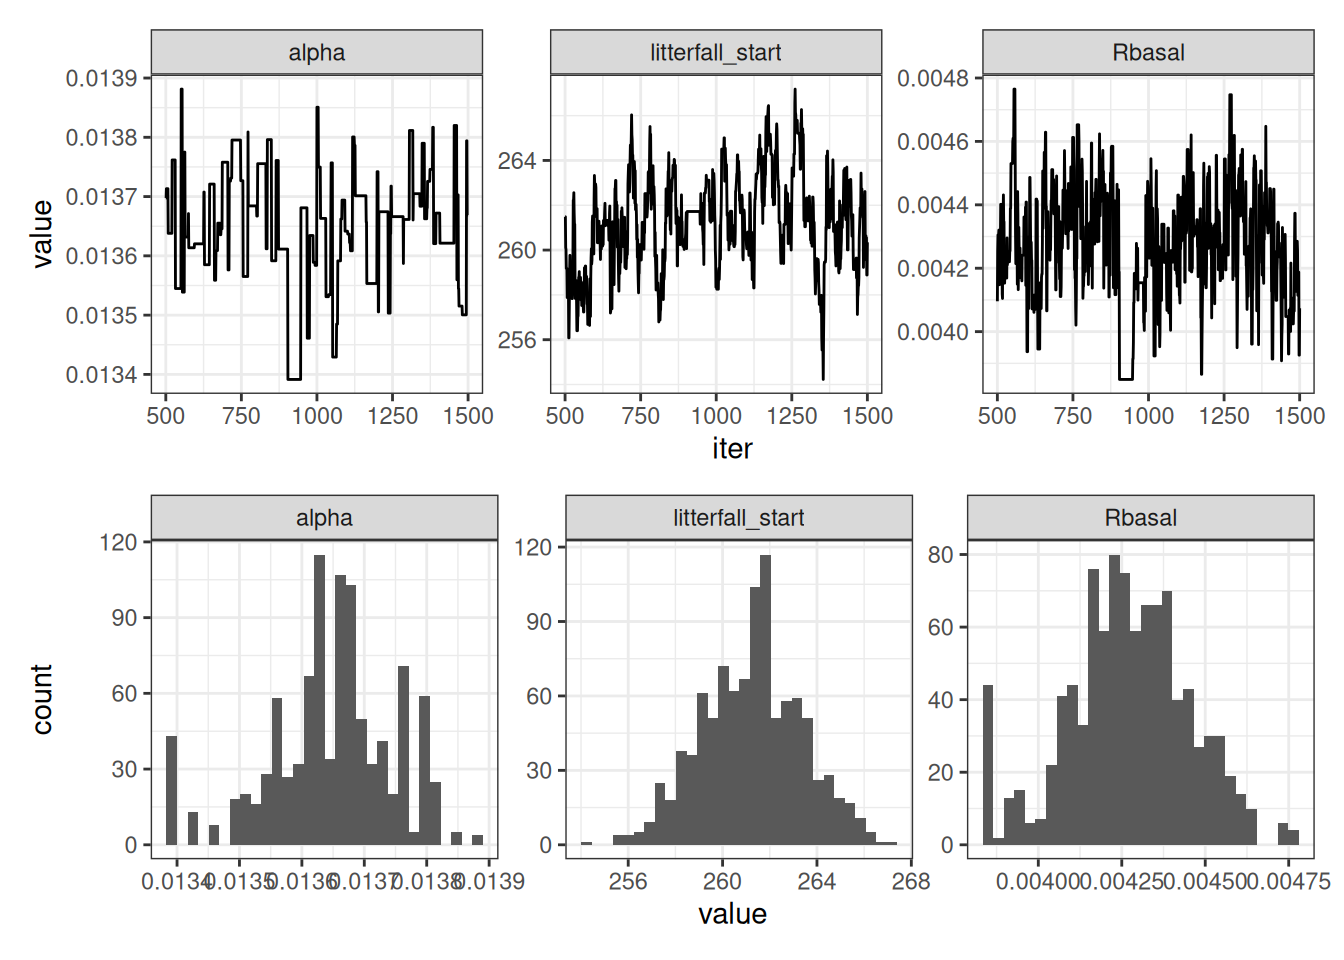 alpha
litterfall_start
Rbasal
value
0.0139
0.0138
0.0137
0.0136
0.0135
0.0134
264
260
256
0.0048
0.0046
0.0044
0.0042
0.0040
500 750 1000 1250 1500
500 750 1000 1250 1500
500 750 1000 1250 1500
iter
alpha
litterfall_start
Rbasal
count
120
90
60
30
0
120
90
60
30
0
80
60
40
20
0
0.0134 0.0135 0.0136 0.0137 0.0138 0.0139
256 260 264 268
0.00400 0.00425 0.00450 0.00475
value